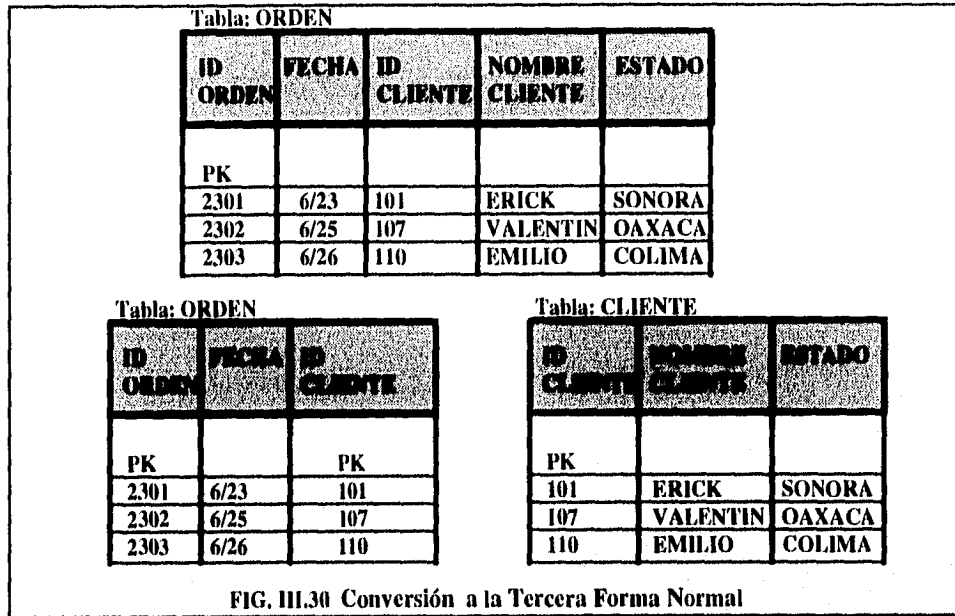 Tabla: ORDEN
ID ORDEN FECHA ID CLIENTE NOMBRE CLIENTE ESTADO
PK
2301 6/23 101 ERICK SONORA
2302 6/25 107 VALENTIN OAXACA
2303 6/26 110 EMILIO COLIMA
Tabla: ORDEN
ID ORDEN FECHA ID CLIENTE
PK PK
2301 6/23 101
2302 6/25 107
2303 6/26 110
Tabla: CLIENTE
ID CLIENTE NOMBRE CLIENTE ESTADO
PK
101 ERICK SONORA
107 VALENTIN OAXACA
110 EMILIO COLIMA
FIG. III.30 Conversión a la Tercera Forma Normal